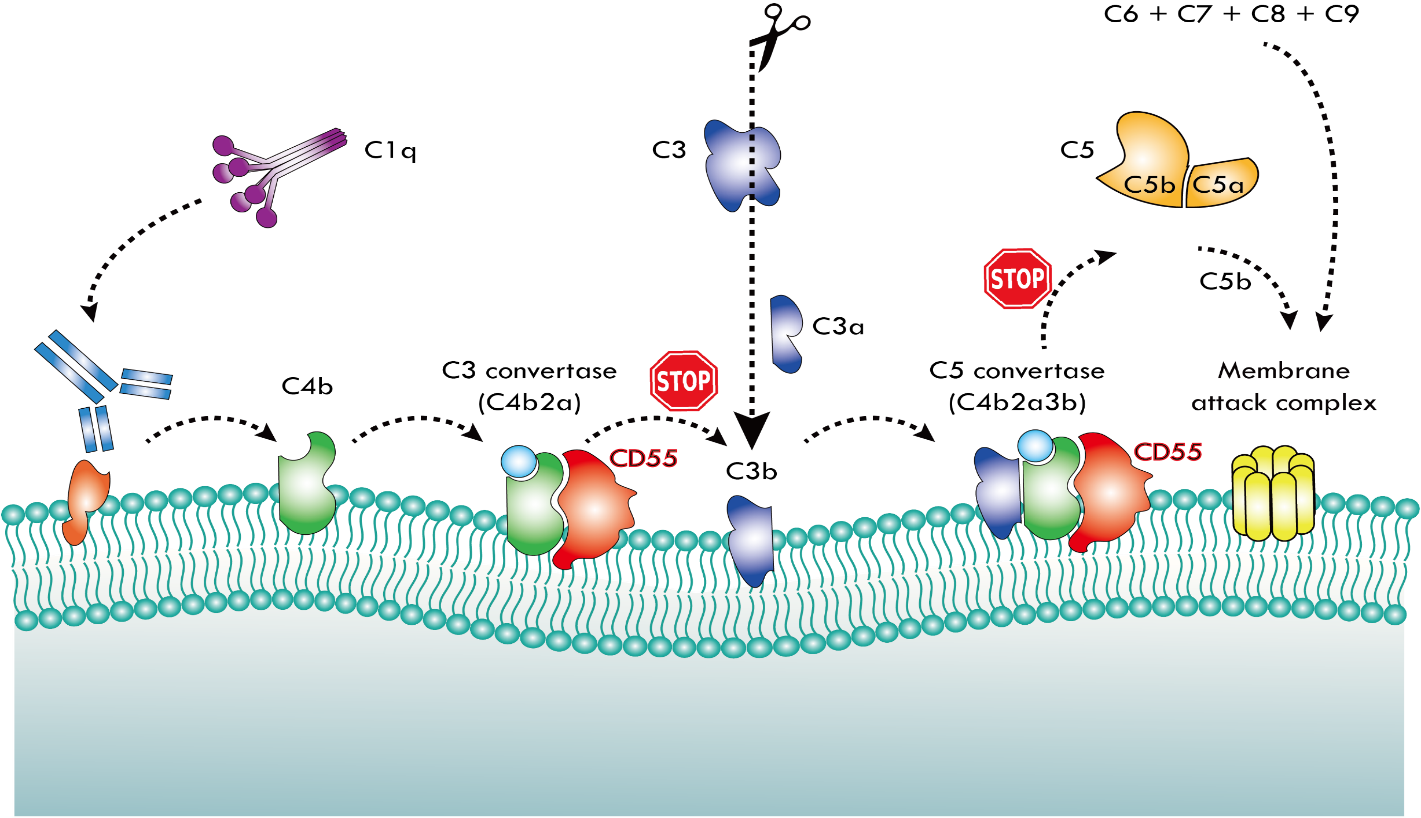 C6 + C7 + C8 + C9
C1q
C3
C5
C5b
C5a
STOP
C5b
C3a
C4b
C3 convertase
(C4b2a)
STOP
C5 convertase
(C4b2a3b)
Membrane
attack complex
CD55
C3b
CD55